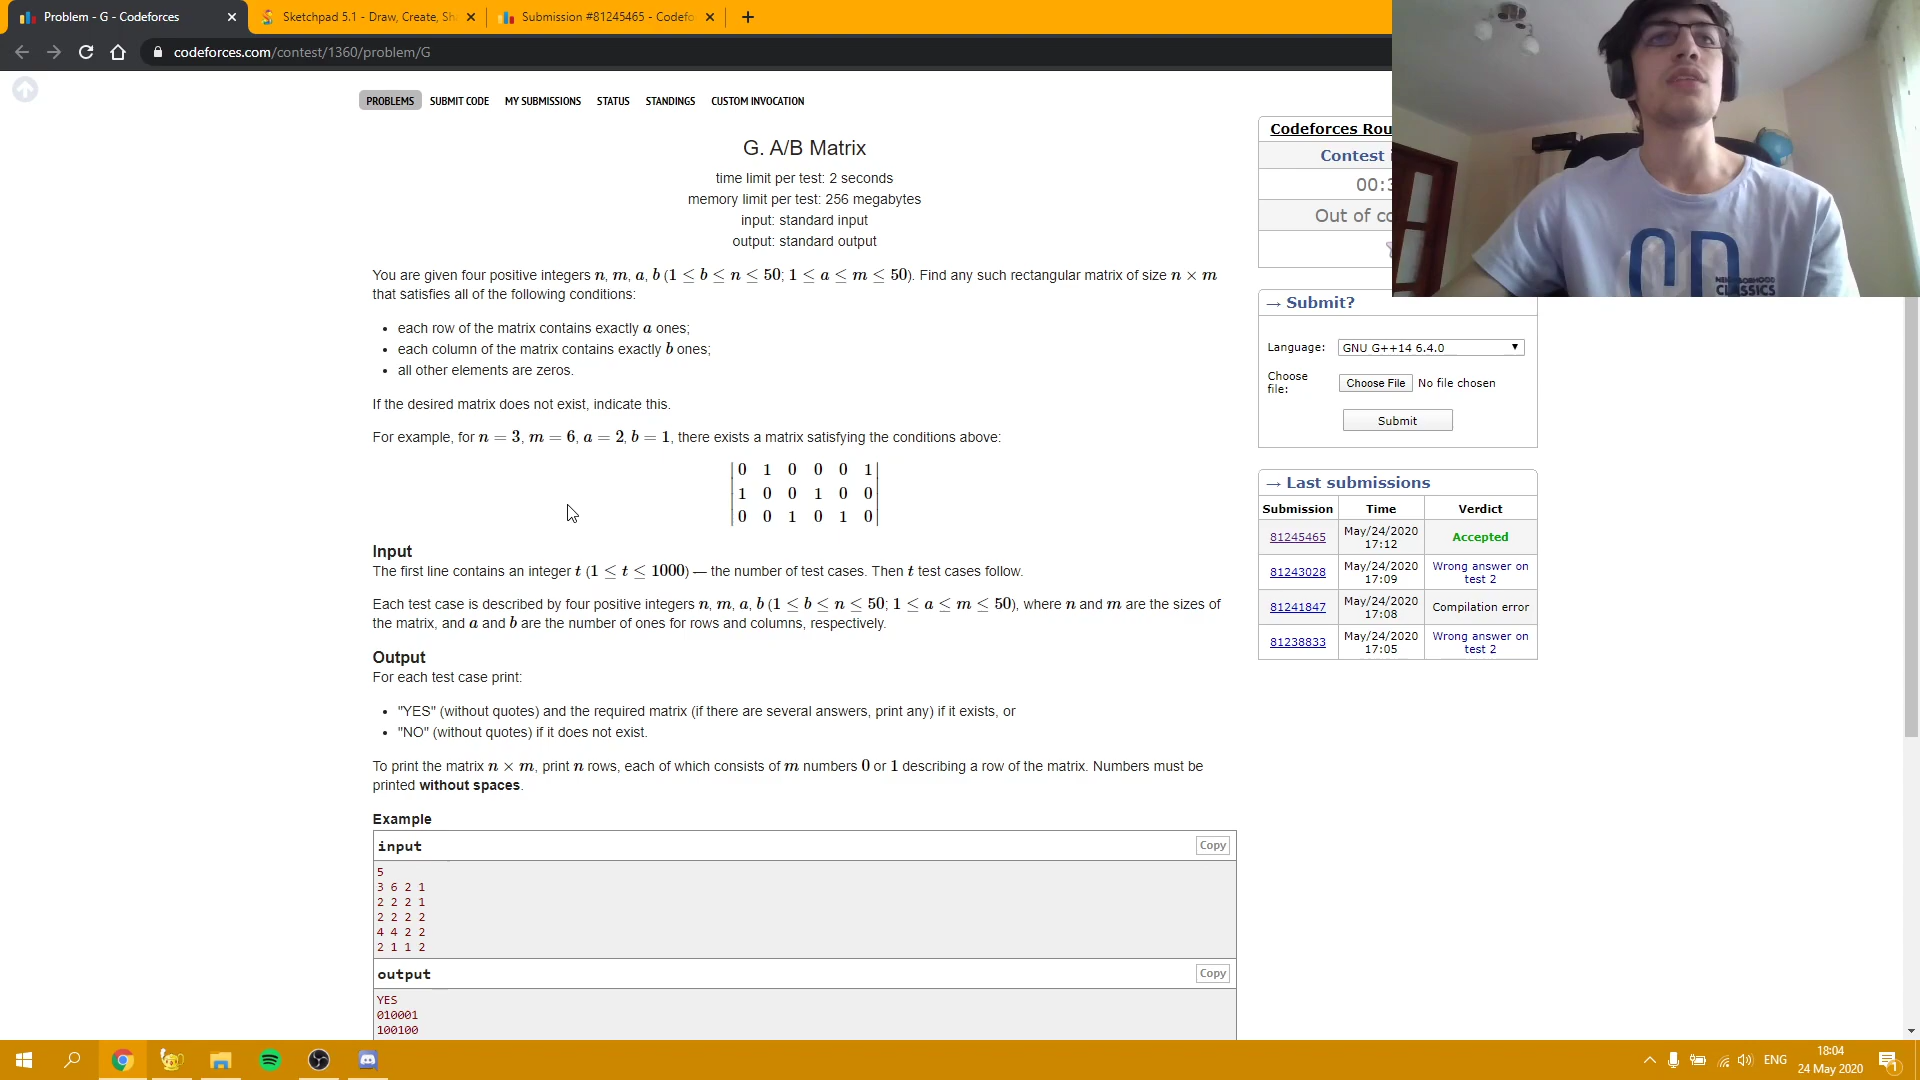 Problem - G - Codeforces
Sketchpad 5.1 - Draw, Create, Sh
Submission #81245465 - Codefo
codeforces.com/contest/1360/problem/G
PROBLEMS SUBMIT CODE MY SUBMISSIONS STATUS STANDINGS CUSTOM INVOCATION
G. A/B Matrix
time limit per test: 2 seconds
memory limit per test: 256 megabytes
input: standard input
output: standard output
You are given four positive integers n, m, a, b (1 ≤ b ≤ n ≤ 50; 1 ≤ a ≤ m ≤ 50). Find any such rectangular matrix of size n × m
that satisfies all of the following conditions:
• each row of the matrix contains exactly a ones;
• each column of the matrix contains exactly b ones;
• all other elements are zeros.
If the desired matrix does not exist, indicate this.
For example, for n = 3, m = 6, a = 2, b = 1, there exists a matrix satisfying the conditions above:
0 1 0 0 0 1
1 0 0 1 0 0
0 0 1 0 1 0
Input
The first line contains an integer t (1 ≤ t ≤ 1000) — the number of test cases. Then t test cases follow.
Each test case is described by four positive integers n, m, a, b (1 ≤ b ≤ n ≤ 50; 1 ≤ a ≤ m ≤ 50), where n and m are the sizes of
the matrix, and a and b are the number of ones for rows and columns, respectively.
Output
For each test case print:
• "YES" (without quotes) and the required matrix (if there are several answers, print any) if it exists, or
• "NO" (without quotes) if it does not exist.
To print the matrix n × m, print n rows, each of which consists of m numbers 0 or 1 describing a row of the matrix. Numbers must be
printed without spaces.
Example
input
Copy
5
3 6 2 1
2 2 2 1
2 2 2 2
4 4 2 2
2 1 1 2
output
Copy
YES
010001
100100
Codeforces Rou
Contest i
00:3
Out of co
→ Submit?
Language: GNU G++14 6.4.0
Choose
file:
Choose File No file chosen
Submit
→ Last submissions
Submission Time Verdict
81245465 May/24/2020 17:12 Accepted
81243028 May/24/2020 17:09 Wrong answer on test 2
81241847 May/24/2020 17:08 Compilation error
81238833 May/24/2020 17:05 Wrong answer on test 2
CLASSICS
ENG
18:04
24 May 2020
1